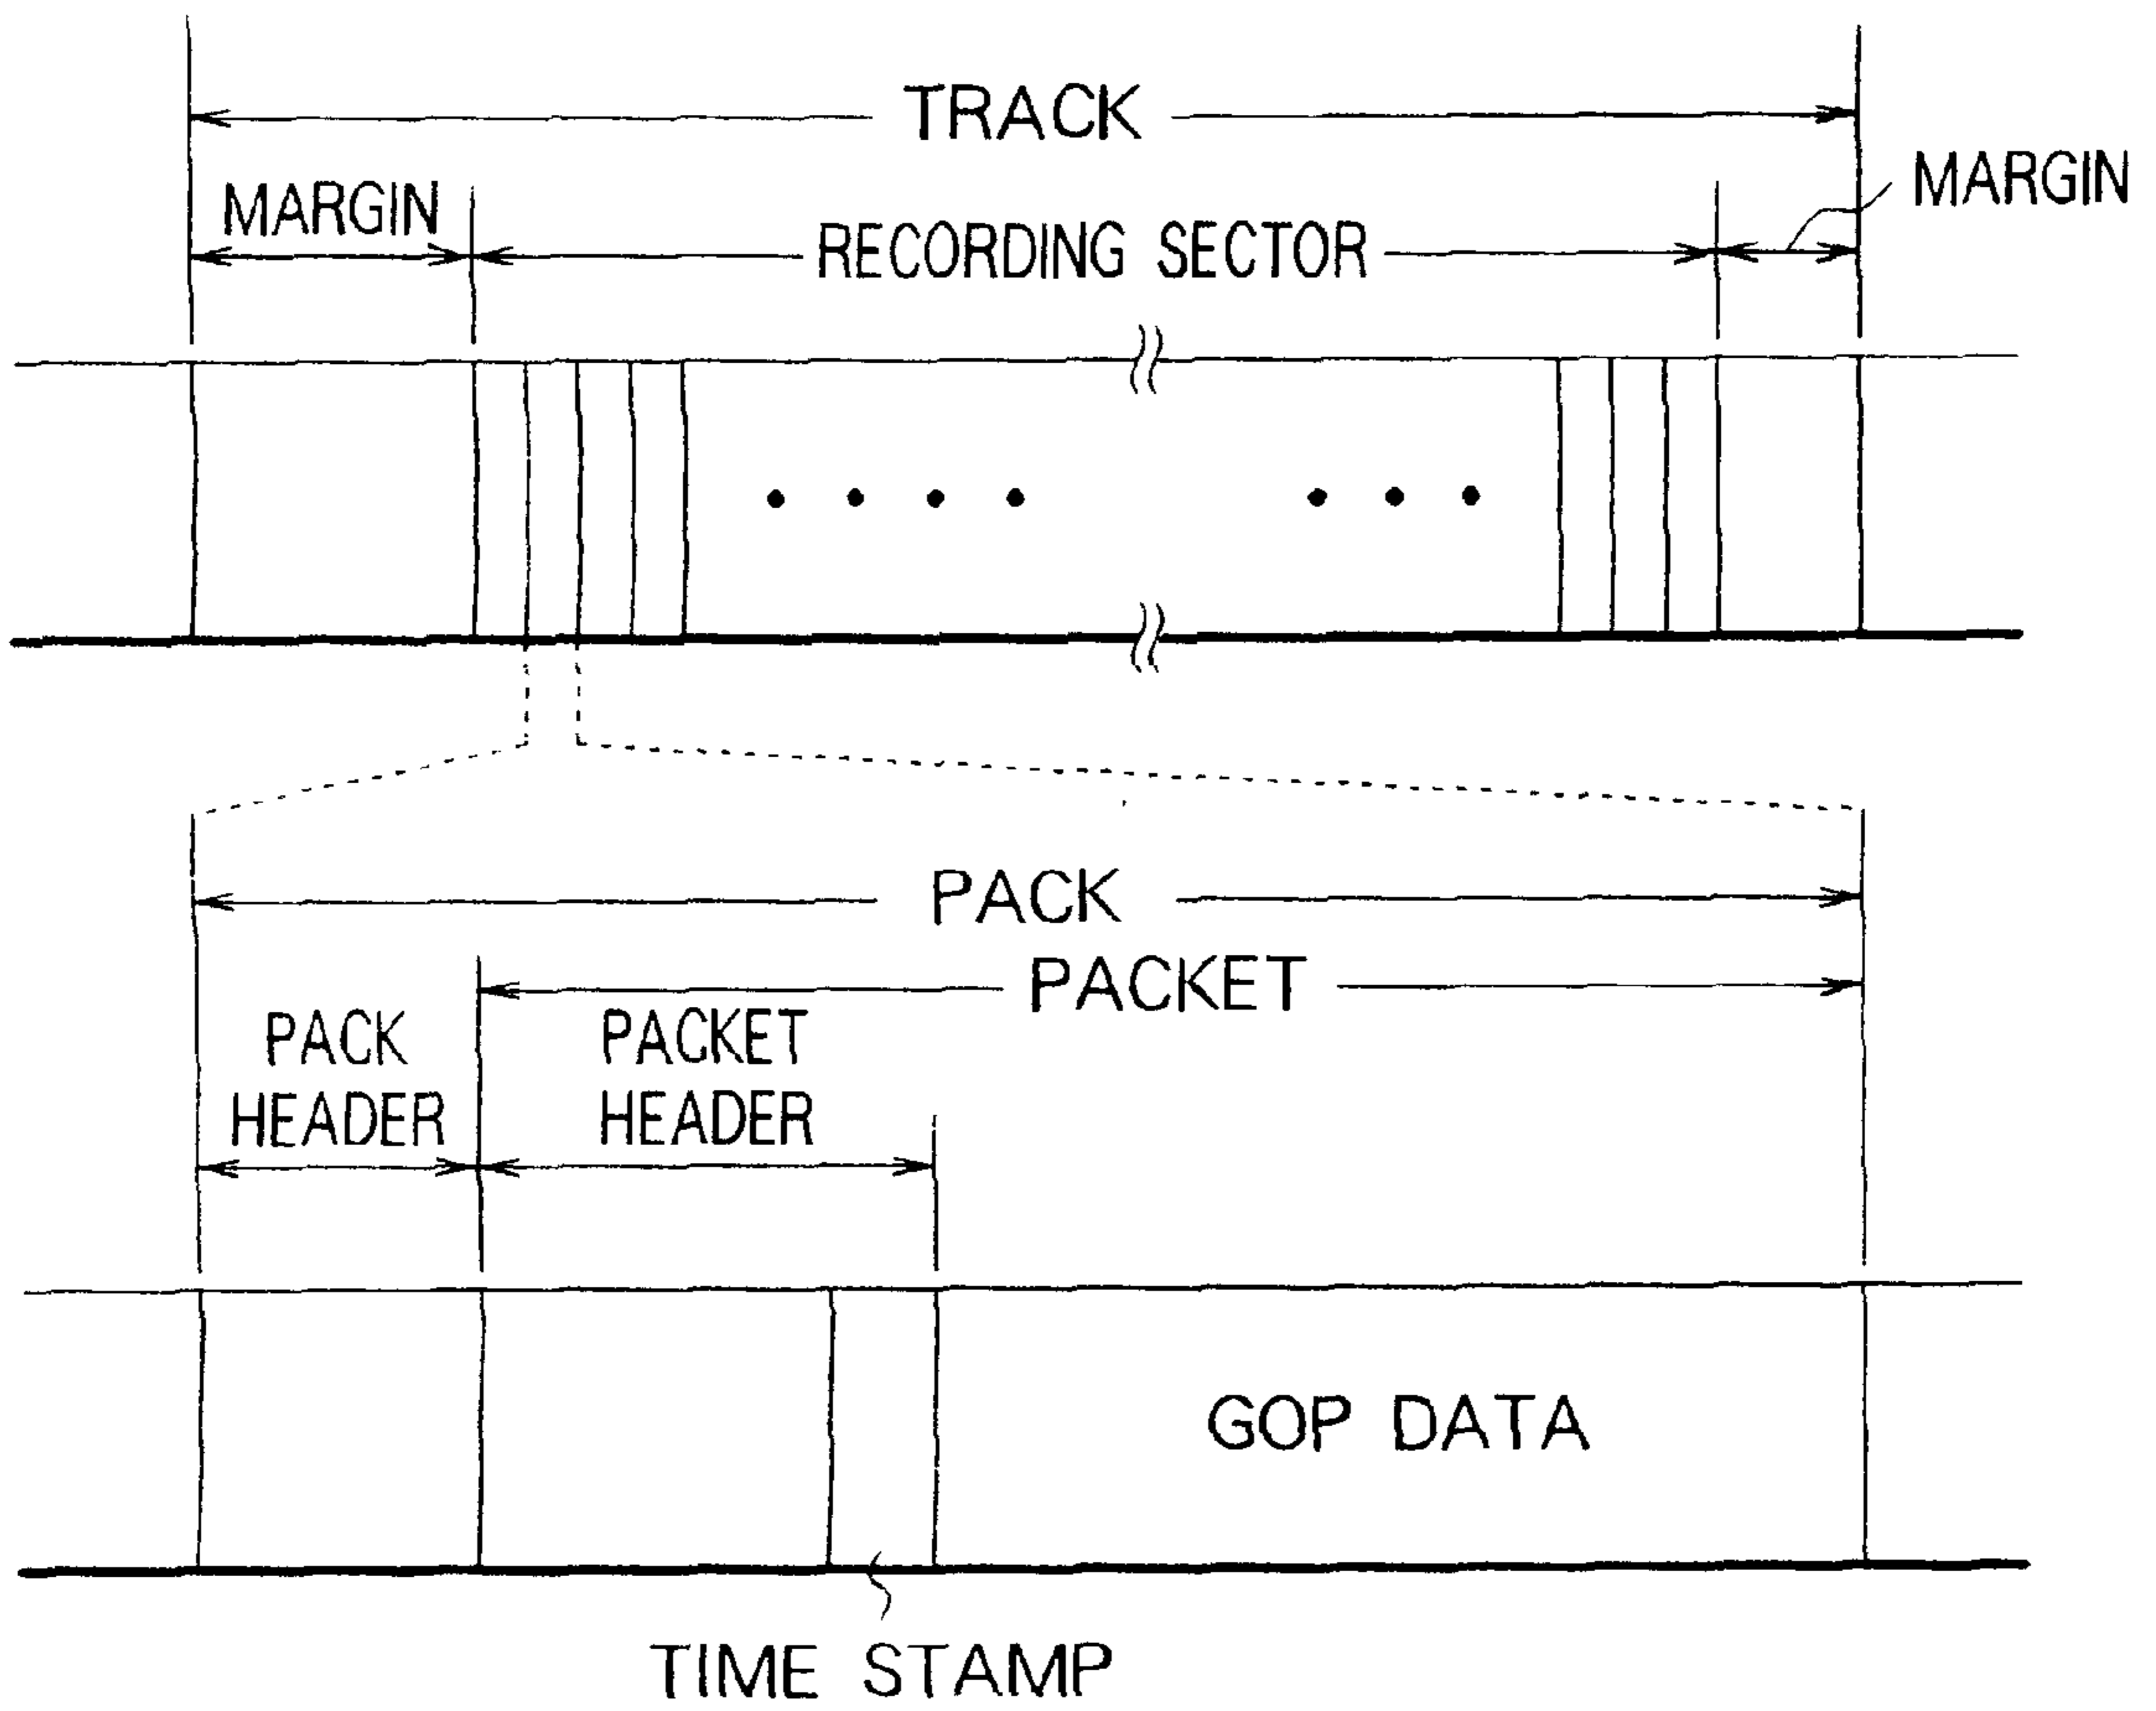 TRACK
MARGIN
MARGIN
RECORDING SECTOR
PACK
PACKET
PACK
HEADER
PACKET
HEADER
GOP DATA
TIME STAMP